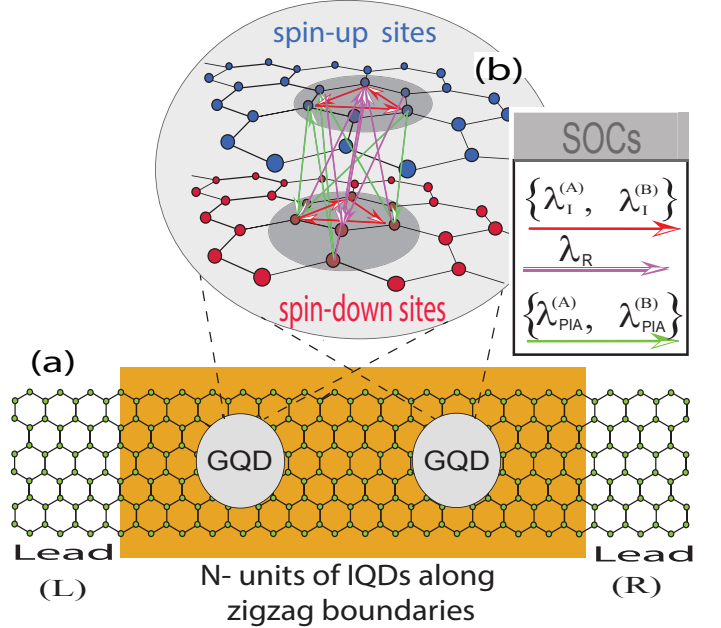 spin-up sites
(b)
SOCs
{λ_I^(A), λ_I^(B)}
λ_R
{λ_PIA^(A), λ_PIA^(B)}
spin-down sites
(a)
GQD
GQD
Lead
(L)
N- units of IQDs along
zigzag boundaries
Lead
(R)